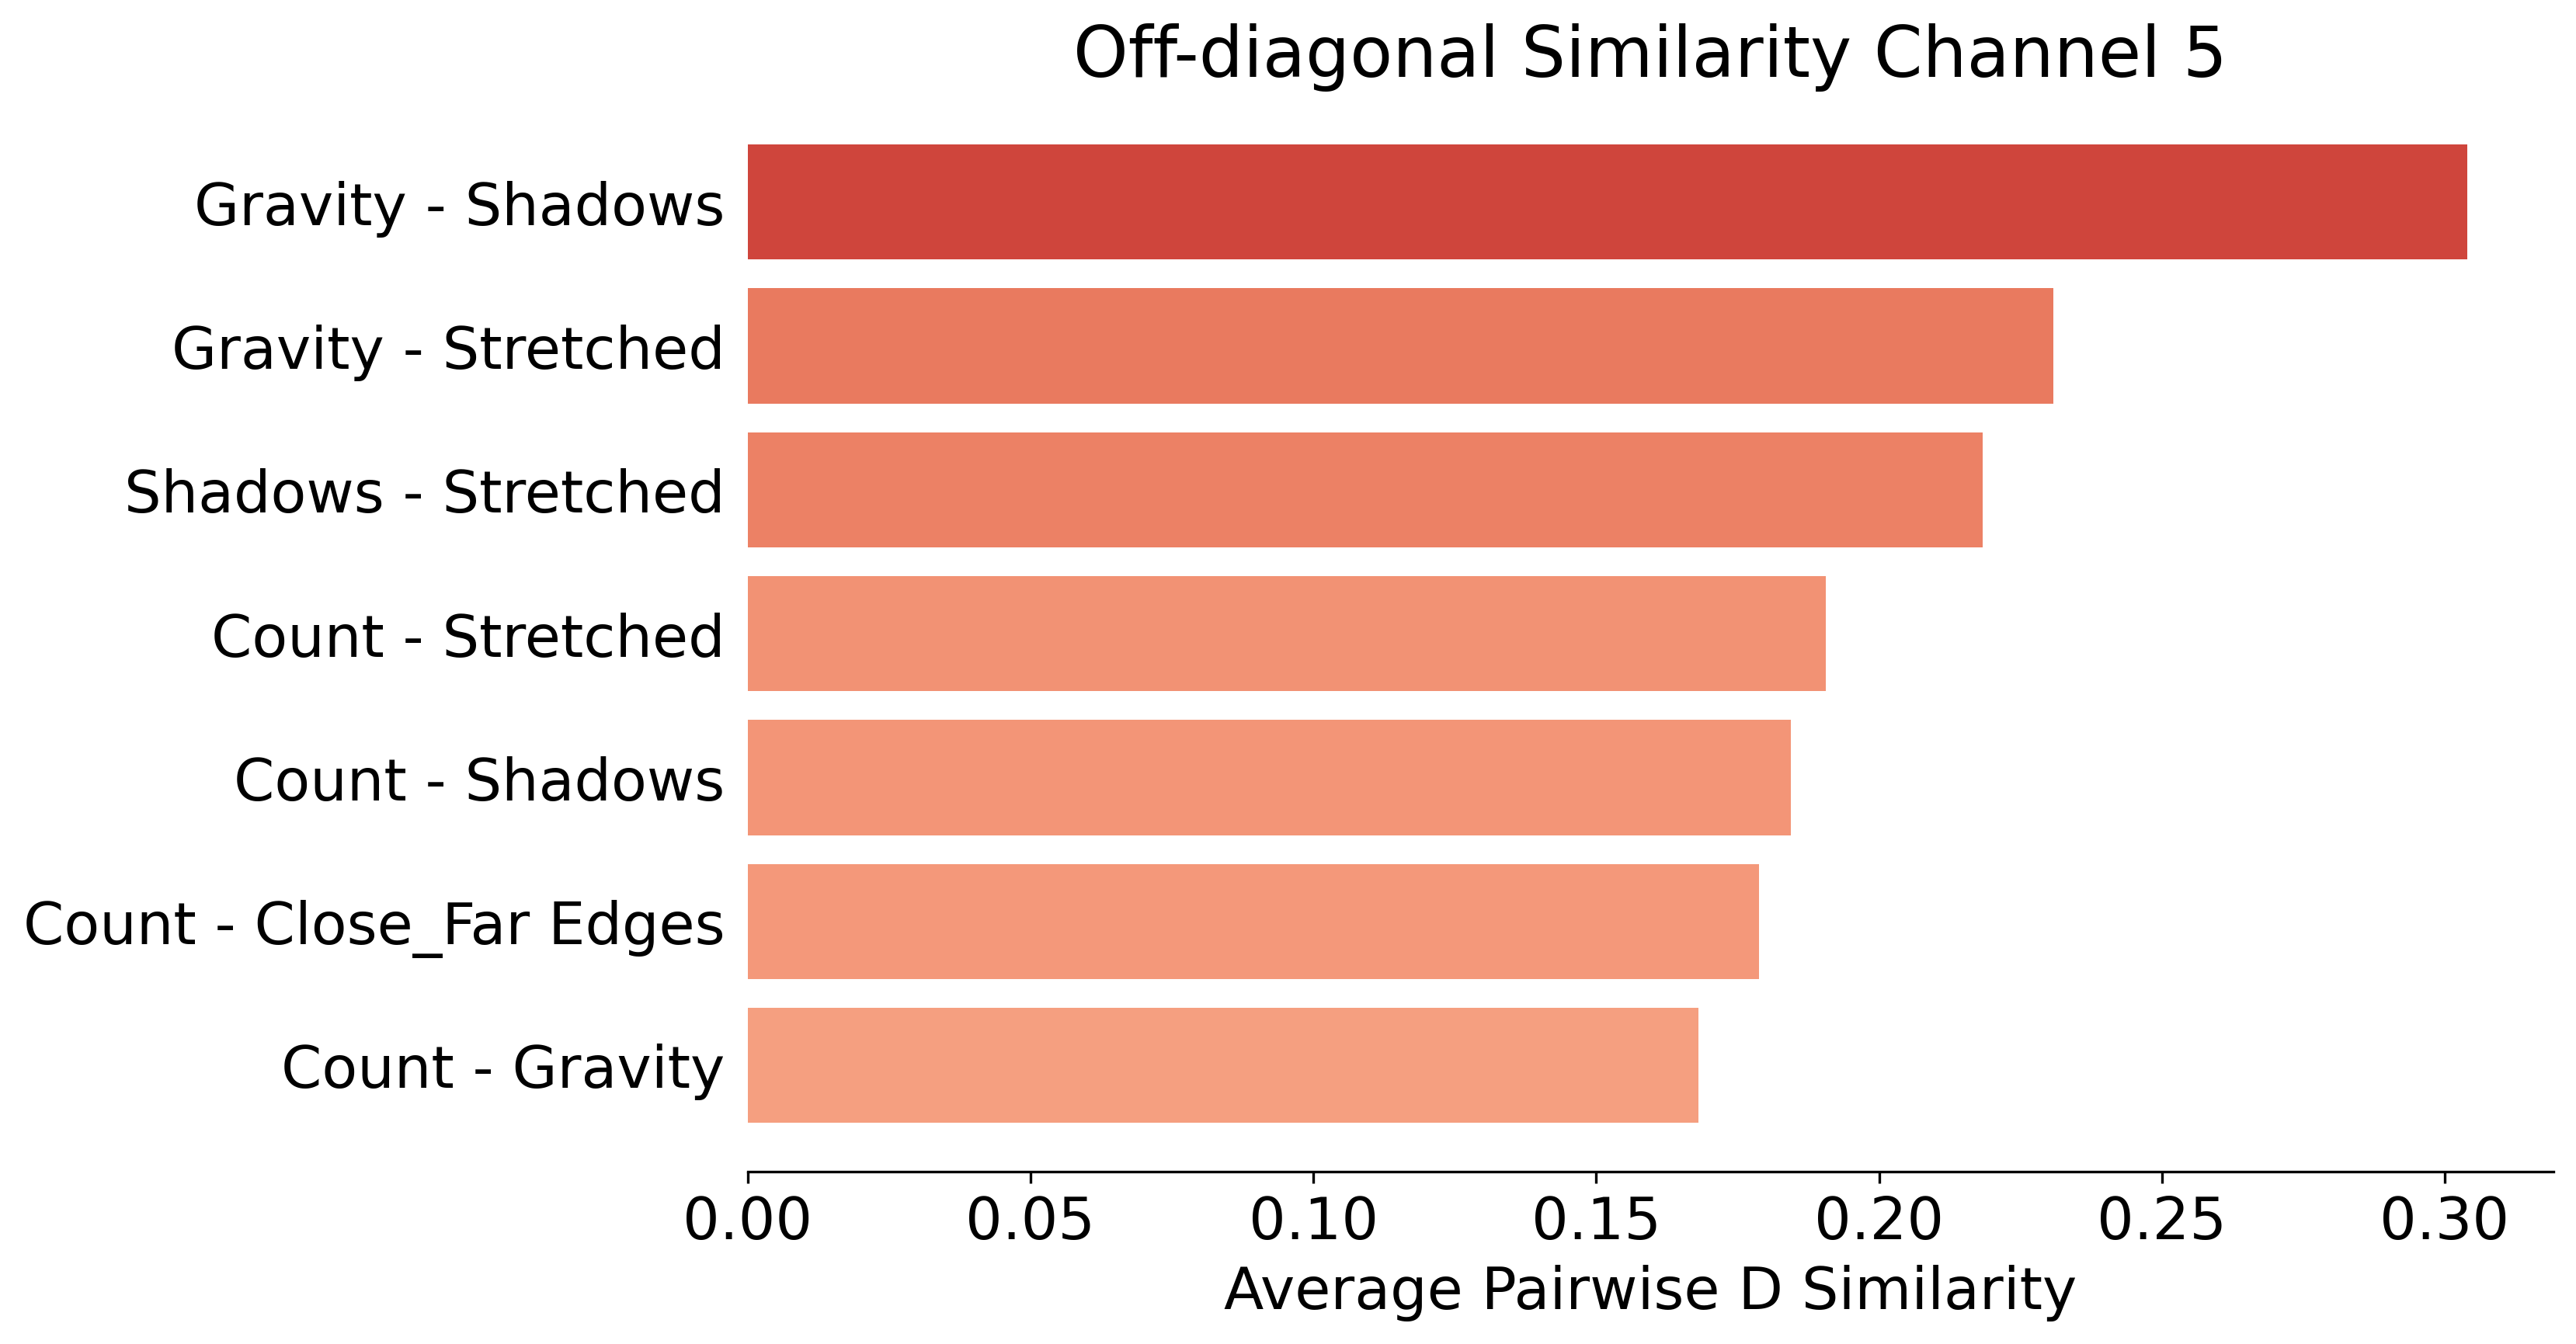 Off-diagonal Similarity Channel 5
Gravity - Shadows
Gravity - Stretched
Shadows - Stretched
Count - Stretched
Count - Shadows
Count - Close_Far Edges
Count - Gravity
0.00 0.05 0.10 0.15 0.20 0.25 0.30
Average Pairwise D Similarity